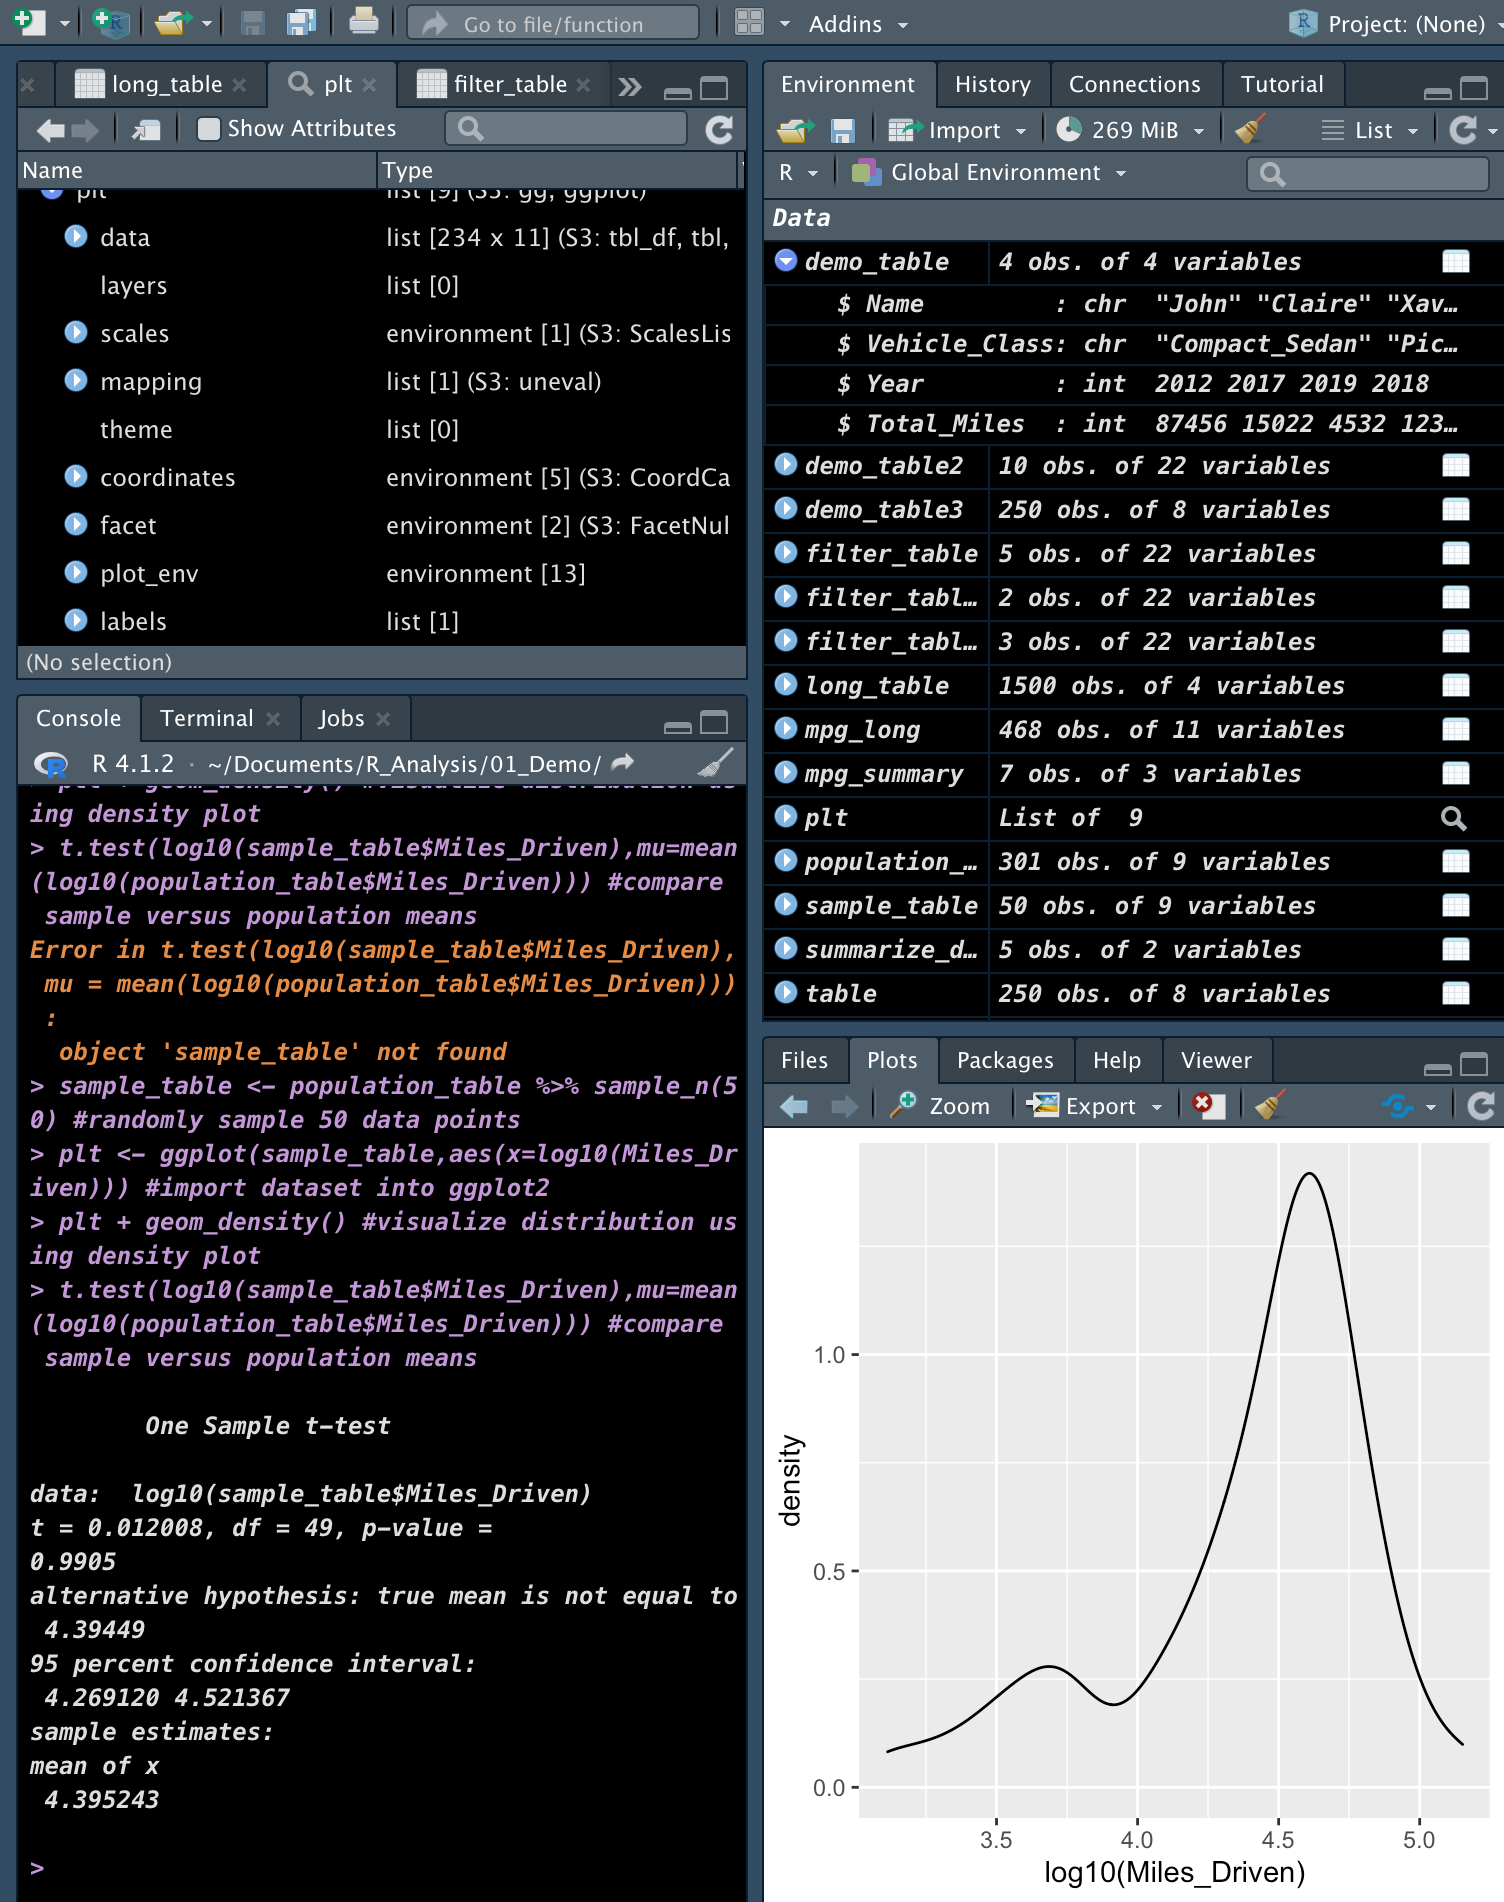 Go to file/function
Addins
Project: (None)
long_table
plt
filter_table
Show Attributes
Name Type
plt list [9] (S3: gg, ggplot)
data list [234 x 11] (S3: tbl_df, tbl,
layers list [0]
scales environment [1] (S3: ScalesLis
mapping list [1] (S3: uneval)
theme list [0]
coordinates environment [5] (S3: CoordCa
facet environment [2] (S3: FacetNul
plot_env environment [13]
labels list [1]
(No selection)
Console Terminal Jobs
R 4.1.2 · ~/Documents/R_Analysis/01_Demo/
> plt + geom_density() #visualize distribution us
ing density plot
> t.test(log10(sample_table$Miles_Driven),mu=mean
(log10(population_table$Miles_Driven))) #compare
sample versus population means
Error in t.test(log10(sample_table$Miles_Driven),
mu = mean(log10(population_table$Miles_Driven)))
:
object 'sample_table' not found
> sample_table <- population_table %>% sample_n(5
0) #randomly sample 50 data points
> plt <- ggplot(sample_table,aes(x=log10(Miles_Dr
iven))) #import dataset into ggplot2
> plt + geom_density() #visualize distribution us
ing density plot
> t.test(log10(sample_table$Miles_Driven),mu=mean
(log10(population_table$Miles_Driven))) #compare
sample versus population means
One Sample t-test
data:  log10(sample_table$Miles_Driven)
t = 0.012008, df = 49, p-value =
0.9905
alternative hypothesis: true mean is not equal to
4.39449
95 percent confidence interval:
4.269120 4.521367
sample estimates:
mean of x
4.395243
>
Environment History Connections Tutorial
Import 269 MiB List
R Global Environment
Data
demo_table 4 obs. of 4 variables
$ Name : chr "John" "Claire" "Xav…
$ Vehicle_Class: chr "Compact_Sedan" "Pic…
$ Year : int 2012 2017 2019 2018
$ Total_Miles : int 87456 15022 4532 123…
demo_table2 10 obs. of 22 variables
demo_table3 250 obs. of 8 variables
filter_table 5 obs. of 22 variables
filter_tabl… 2 obs. of 22 variables
filter_tabl… 3 obs. of 22 variables
long_table 1500 obs. of 4 variables
mpg_long 468 obs. of 11 variables
mpg_summary 7 obs. of 3 variables
plt List of 9
population_… 301 obs. of 9 variables
sample_table 50 obs. of 9 variables
summarize_d… 5 obs. of 2 variables
table 250 obs. of 8 variables
Files Plots Packages Help Viewer
Zoom Export
1.0
0.5
0.0
density
3.5 4.0 4.5 5.0
log10(Miles_Driven)